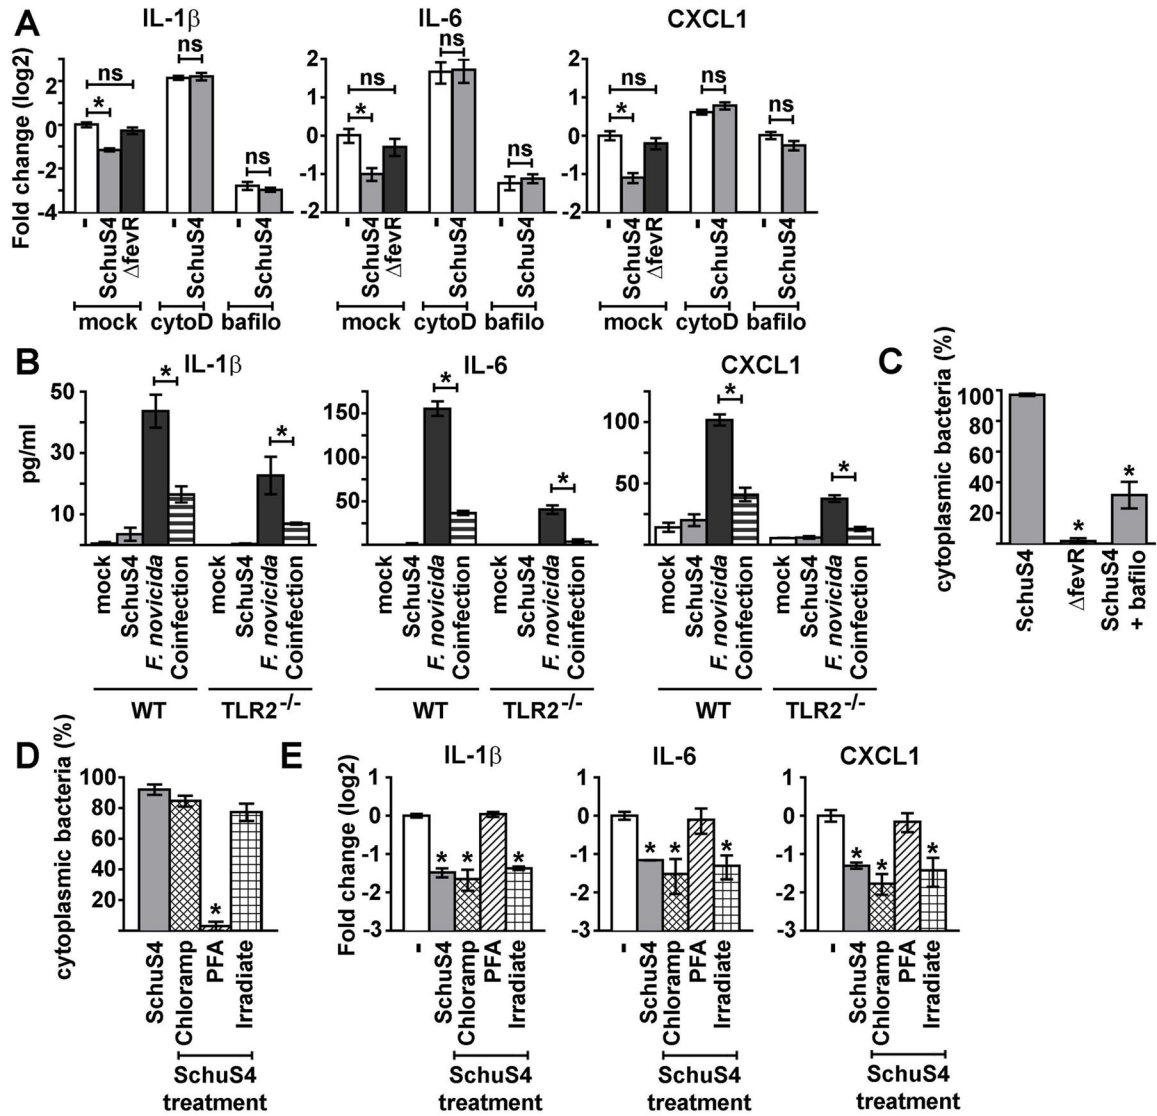 A
IL-1β
IL-6
CXCL1
Fold change (log2)
2
0
-2
-4
ns
*
ns
ns
-
SchuS4
ΔfevR
-
SchuS4
-
SchuS4
mock
cytoD
bafilo
2
1
0
-1
-2
ns
*
ns
ns
-
SchuS4
ΔfevR
-
SchuS4
-
SchuS4
mock
cytoD
bafilo
2
1
0
-1
-2
ns
*
ns
ns
-
SchuS4
ΔfevR
-
SchuS4
-
SchuS4
mock
cytoD
bafilo
B
IL-1β
IL-6
CXCL1
pg/ml
50
30
10
*
*
mock
SchuS4
F. novicida
Coinfection
mock
SchuS4
F. novicida
Coinfection
WT
TLR2-/-
150
100
50
*
*
mock
SchuS4
F. novicida
Coinfection
mock
SchuS4
F. novicida
Coinfection
WT
TLR2-/-
100
50
*
*
mock
SchuS4
F. novicida
Coinfection
mock
SchuS4
F. novicida
Coinfection
WT
TLR2-/-
C
cytoplasmic bacteria (%)
100
80
60
40
20
*
*
SchuS4
ΔfevR
SchuS4
+ bafilo
D
cytoplasmic bacteria (%)
100
80
60
40
20
*
SchuS4
Chloramp
PFA
Irradiate
SchuS4
treatment
E
IL-1β
IL-6
CXCL1
Fold change (log2)
1
0
-1
-2
-3
* * *
-
SchuS4
Chloramp
PFA
Irradiate
SchuS4
treatment
1
0
-1
-2
-3
* * *
-
SchuS4
Chloramp
PFA
Irradiate
SchuS4
treatment
1
0
-1
-2
-3
* * *
-
SchuS4
Chloramp
PFA
Irradiate
SchuS4
treatment